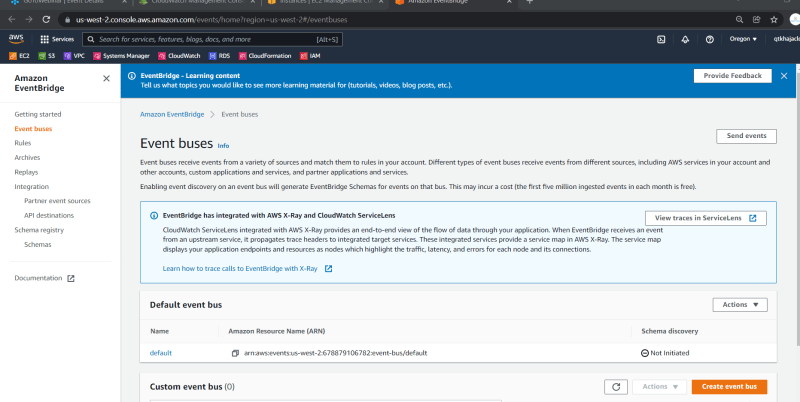 GoToWebinar | Event Details
CloudWatch Management Con
Instances | EC2 Management Co
Amazon EventBridge
us-west-2.console.aws.amazon.com/events/home?region=us-west-2#/eventbuses
aws Services Search for services, features, blogs, docs, and more [Alt+S] Oregon
EC2 S3 VPC Systems Manager CloudWatch RDS CloudFormation IAM
Amazon EventBridge
Getting started
Event buses
Rules
Archives
Replays
Integration
Partner event sources
API destinations
Schema registry
Schemas
Documentation
EventBridge - Learning content
Tell us what topics you would like to see more learning material for (tutorials, videos, blog posts, etc.).
Provide Feedback
Amazon EventBridge > Event buses
Event buses Info
Send events
Event buses receive events from a variety of sources and match them to rules in your account. Different types of event buses receive events from different sources, including AWS services in your account and
other accounts, custom applications and services, and partner applications and services.
Enabling event discovery on an event bus will generate EventBridge Schemas for events on that bus. This may incur a cost (the first five million ingested events in each month is free).
EventBridge has integrated with AWS X-Ray and CloudWatch ServiceLens
View traces in ServiceLens
CloudWatch ServiceLens integrated with AWS X-Ray provides an end-to-end view of the flow of data through your application. When EventBridge receives an event
from an upstream service, it propagates trace headers to integrated target services. These integrated services provide a service map in AWS X-Ray. The service map
displays your application endpoints and resources as nodes which highlight the traffic, latency, and errors for each node and its connections.
Learn how to trace calls to EventBridge with X-Ray
Default event bus
Actions
Name Amazon Resource Name (ARN) Schema discovery
default arn:aws:events:us-west-2:678879106782:event-bus/default Not Initiated
Custom event bus (0)
Actions
Create event bus